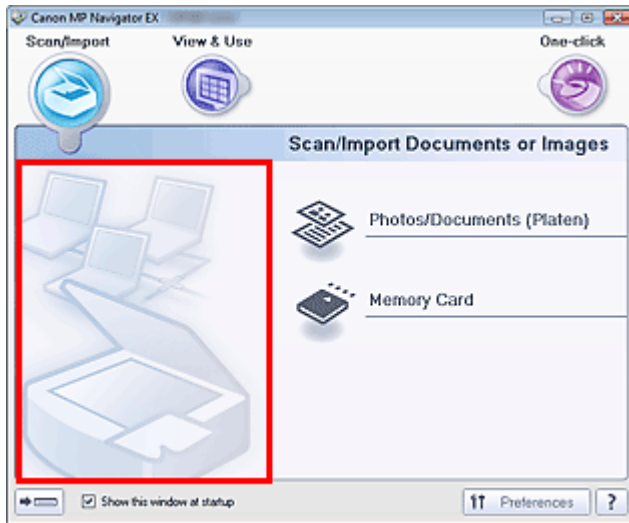 Canon MP Navigator EX
Scan/Import
View & Use
One-click
Scan/Import Documents or Images
Photos/Documents (Platen)
Memory Card
Show this window at startup
Preferences
?